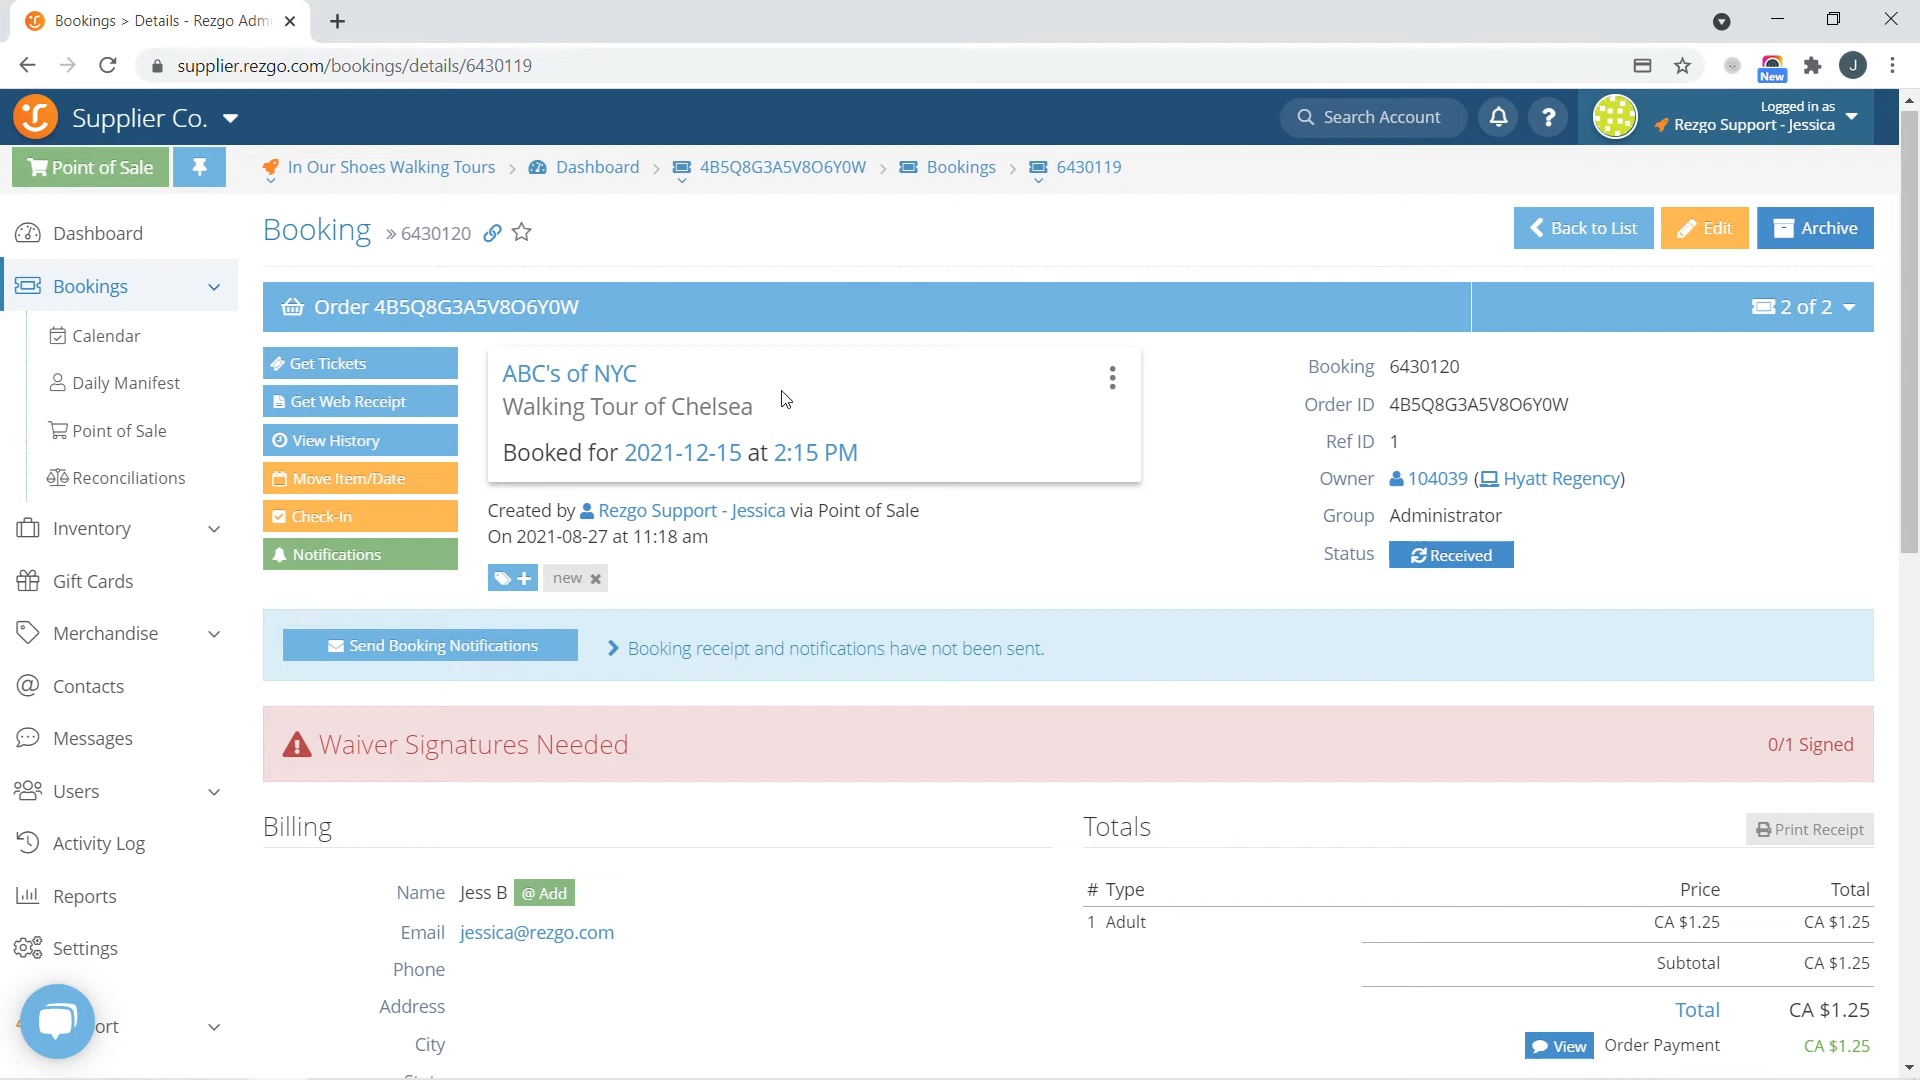 Bookings > Details - Rezgo Admi
supplier.rezgo.com/bookings/details/6430119
New
J
Supplier Co.
Search Account
?
Logged in as
Rezgo Support - Jessica
Point of Sale
In Our Shoes Walking Tours
Dashboard
4B5Q8G3A5V8O6Y0W
Bookings
6430119
Dashboard
Bookings
Calendar
Daily Manifest
Point of Sale
Reconciliations
Inventory
Gift Cards
Merchandise
Contacts
Messages
Users
Activity Log
Reports
Settings
ort
Booking » 6430120
Back to List
Edit
Archive
Order 4B5Q8G3A5V8O6Y0W
2 of 2
Get Tickets
Get Web Receipt
View History
Move Item/Date
Check-In
Notifications
ABC's of NYC
Walking Tour of Chelsea
Booked for 2021-12-15 at 2:15 PM
Created by Rezgo Support - Jessica via Point of Sale
On 2021-08-27 at 11:18 am
new
Booking 6430120
Order ID 4B5Q8G3A5V8O6Y0W
Ref ID 1
Owner 104039 (Hyatt Regency)
Group Administrator
Status Received
Send Booking Notifications
Booking receipt and notifications have not been sent.
Waiver Signatures Needed
0/1 Signed
Billing
Name Jess B @ Add
Email jessica@rezgo.com
Phone
Address
City
Totals
Print Receipt
# Type Price Total
1 Adult CA $1.25 CA $1.25
Subtotal CA $1.25
Total CA $1.25
View Order Payment CA $1.25